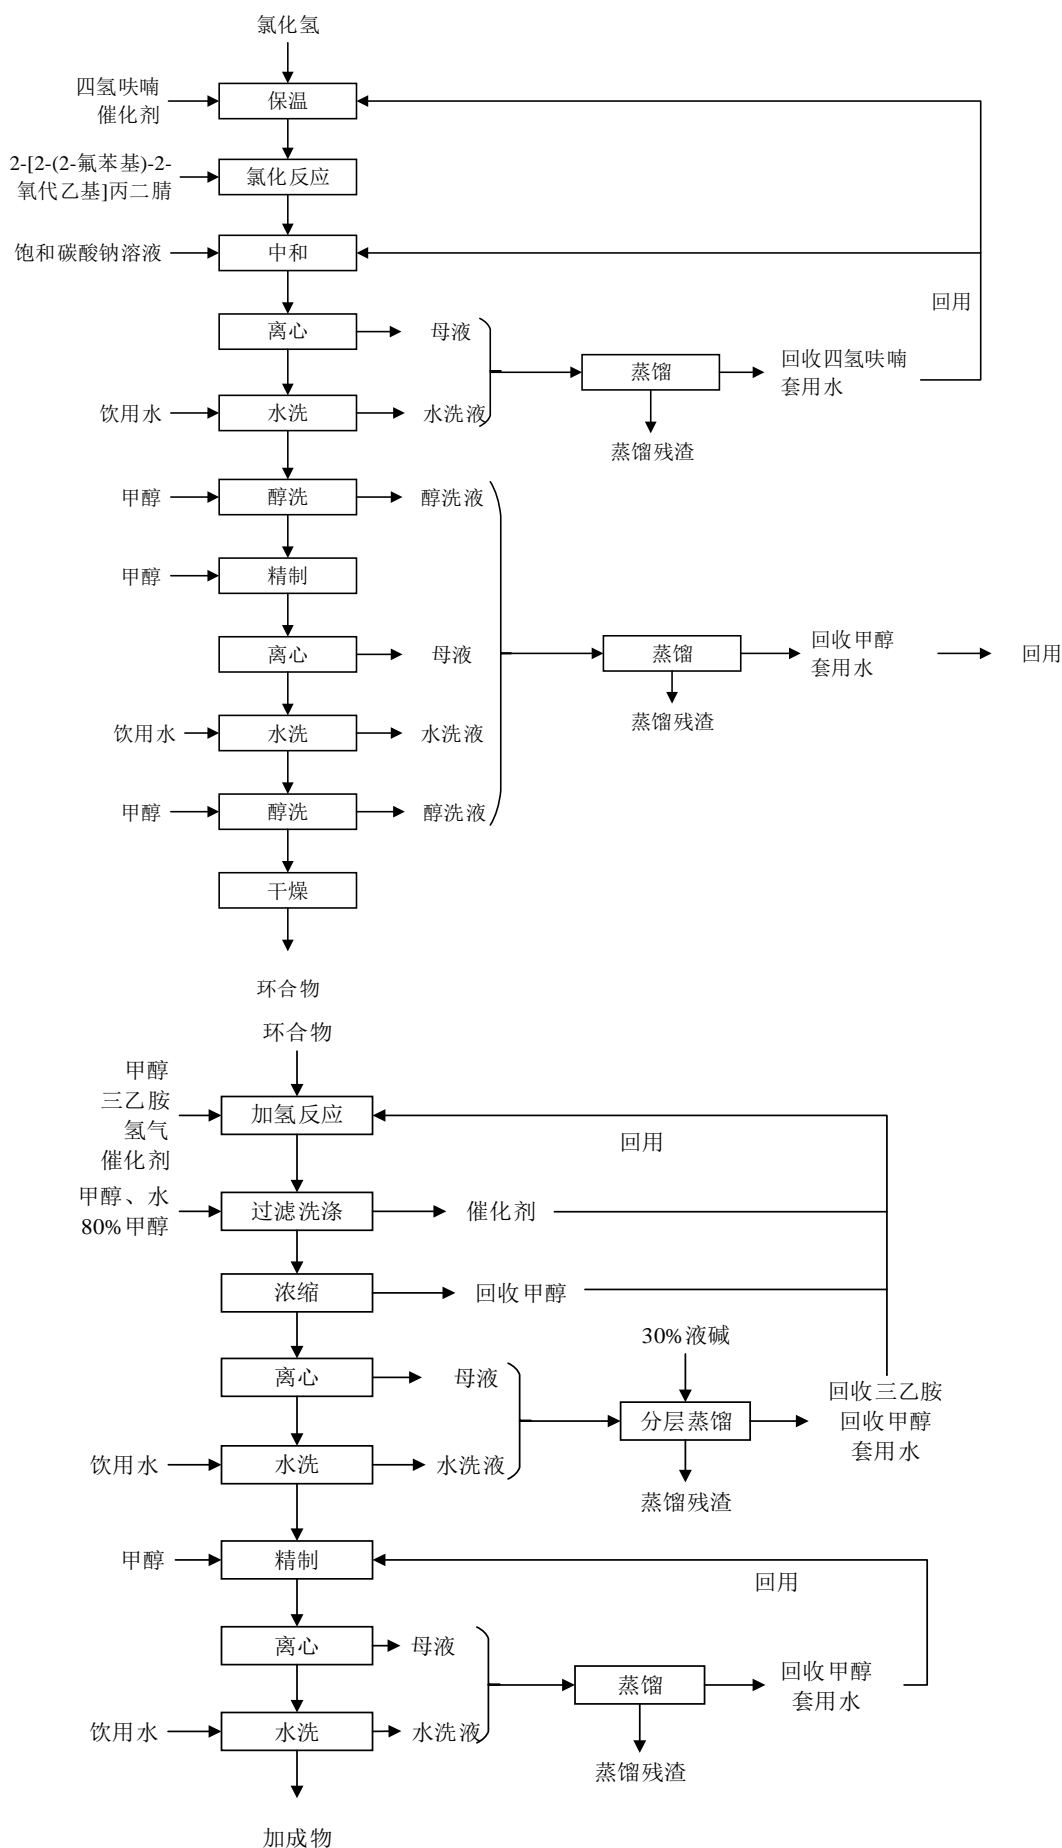 氯化氢
四氢呋喃
催化剂
保温
2-[2-(2-氟苯基)-2-
氧代乙基]丙二腈
氯化反应
饱和碳酸钠溶液
中和
回用
离心
母液
蒸馏
回收四氢呋喃
套用水
饮用水
水洗
水洗液
蒸馏残渣
甲醇
醇洗
醇洗液
甲醇
精制
离心
母液
蒸馏
回收甲醇
套用水
回用
蒸馏残渣
饮用水
水洗
水洗液
甲醇
醇洗
醇洗液
干燥
环合物
环合物
甲醇
三乙胺
氢气
催化剂
加氢反应
回用
甲醇、水
80%甲醇
过滤洗涤
催化剂
浓缩
回收甲醇
30%液碱
离心
母液
分层蒸馏
回收三乙胺
回收甲醇
套用水
饮用水
水洗
水洗液
蒸馏残渣
甲醇
精制
回用
离心
母液
蒸馏
回收甲醇
套用水
饮用水
水洗
水洗液
蒸馏残渣
加成物